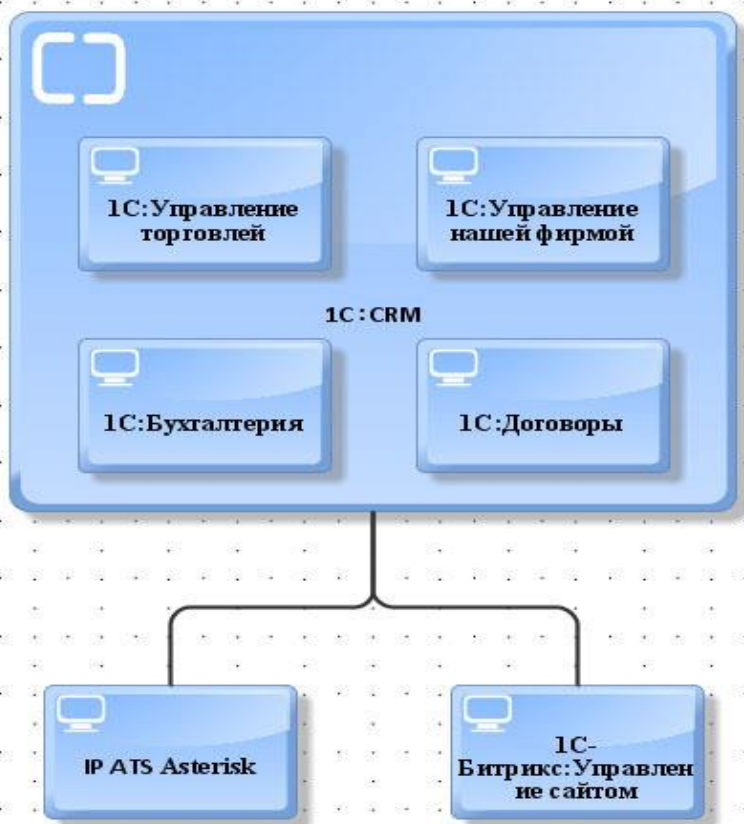 1С:Управление
торговлей
1С:Управление
нашей фирмой
1С:CRM
1С:Бухгалтерия
1С:Договоры
IP ATS Asterisk
1С-
Битрикс:Управлен
ие сайтом